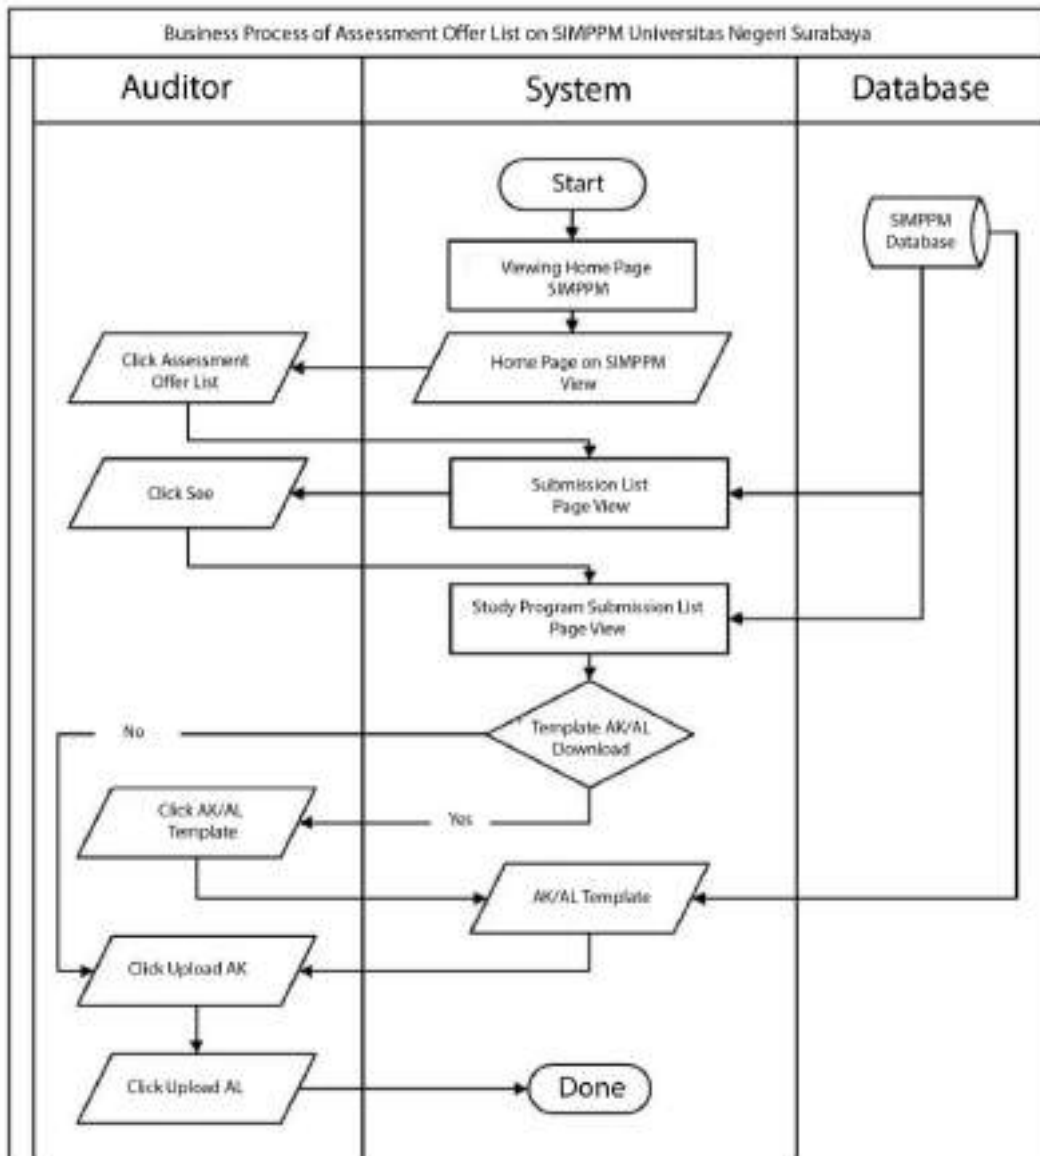 Business Process of Assessment Offer List on SIMPPM Universitas Negeri Surabaya
Auditor
System
Database
Start
SIMPPM
Database
Viewing Home Page
SIMPPM
Click Assessment
Offer List
Home Page on SIMPPM
View
Click See
Submission List
Page View
Study Program Submission List
Page View
No
Template AK/AL
Download
Click AK/AL
Template
Yes
AK/AL Template
Click Upload AK
Click Upload AL
Done